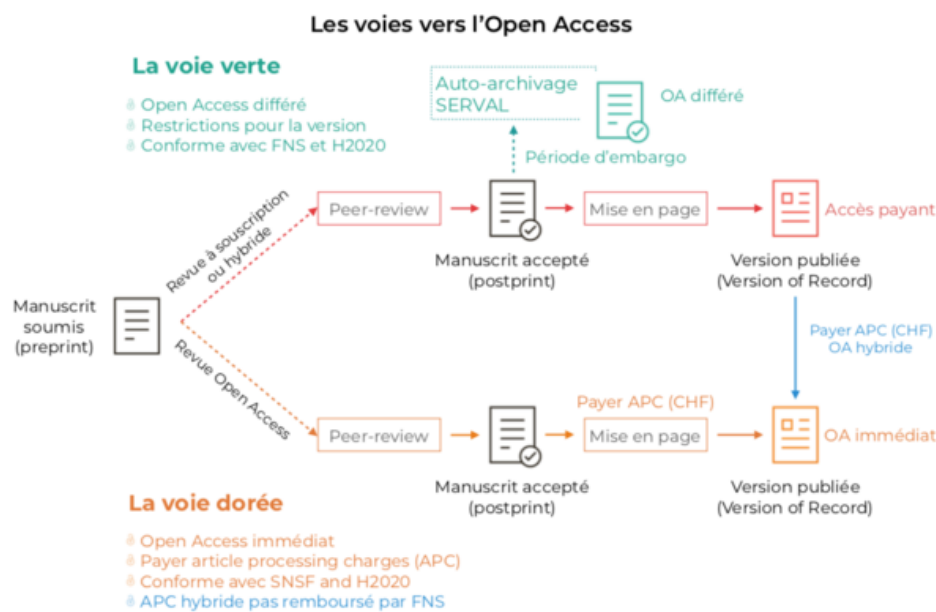 Les voies vers l'Open Access
La voie verte
Open Access différé
Restrictions pour la version
Conforme avec FNS et H2020
Auto-archivage
SERVAL
OA différé
Période d'embargo
Revue à souscription
ou hybride
Peer-review
Mise en page
Accès payant
Manuscrit accepté
(postprint)
Version publiée
(Version of Record)
Manuscrit
soumis
(preprint)
Payer APC (CHF)
OA hybride
Revue Open Access
Payer APC (CHF)
Peer-review
Mise en page
OA immédiat
Manuscrit accepté
(postprint)
Version publiée
(Version of Record)
La voie dorée
Open Access immédiat
Payer article processing charges (APC)
Conforme avec SNSF and H2020
APC hybride pas remboursé par FNS